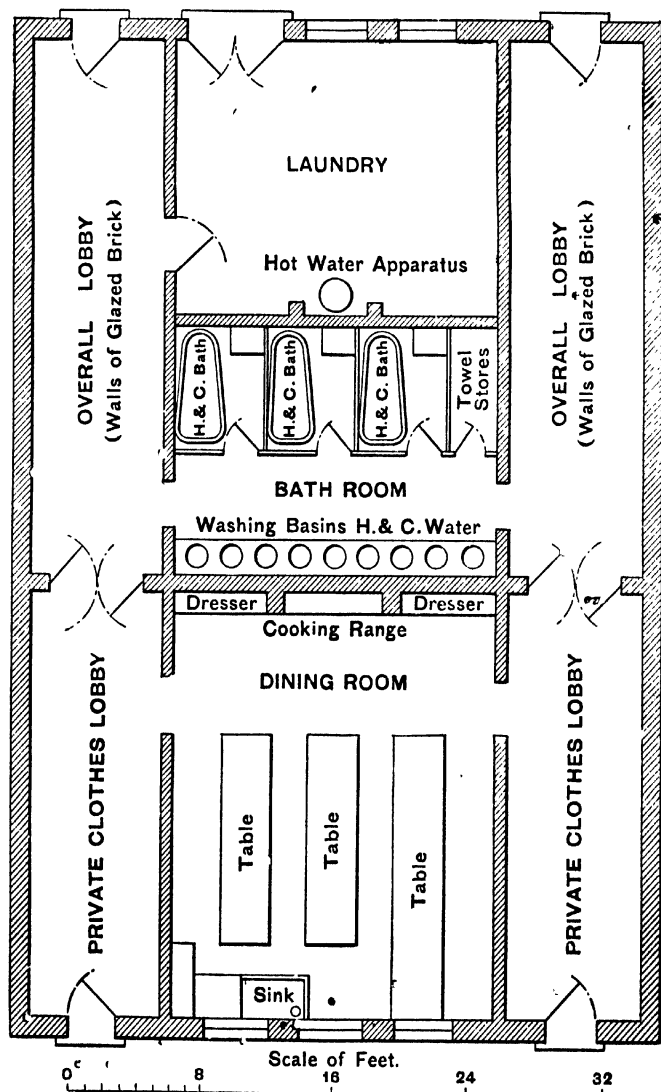 LAUNDRY
Hot Water Apparatus
OVERALL LOBBY
(Walls of Glazed Brick)
OVERALL LOBBY
(Walls of Glazed Brick)
H.& C. Bath
H.& C. Bath
H.& C. Bath
Towel
Stores
BATH ROOM
Washing Basins H.& C. Water
Dresser
Dresser
Cooking Range
DINING ROOM
PRIVATE CLOTHES LOBBY
PRIVATE CLOTHES LOBBY
Table
Table
Table
Sink
Scale of Feet.
0 8 16 24 32